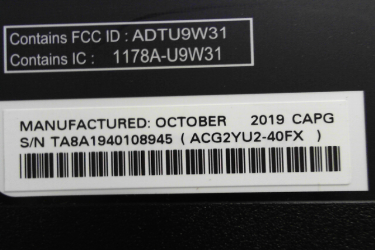 Contains FCC ID : ADTU9W31
Contains IC : 1178A-U9W31
MANUFACTURED: OCTOBER 2019 CAPG
S/N TA8A1940108945 ( ACG2YU2-40FX )